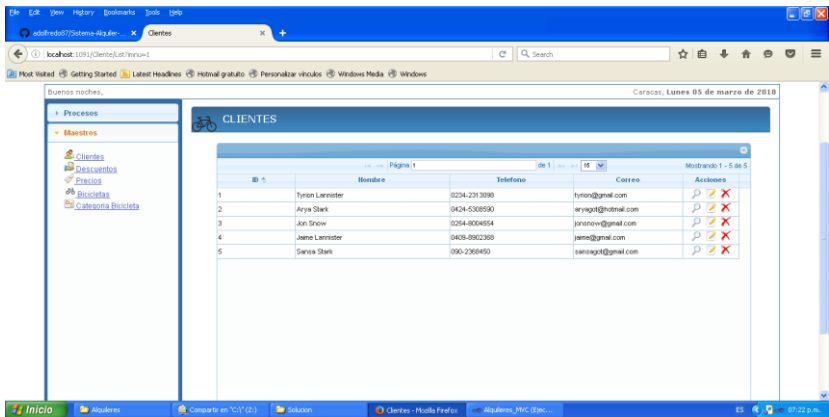 File Edit View History Bookmarks Tools Help
adolfredo87/Sistema-Alquiler-... Clientes
localhost:1091/Cliente/List?mnu=1 Search
Most Visited Getting Started Latest Headlines Hotmail gratuito Personalizar vínculos Windows Media Windows
Buenos noches, Caracas, Lunes 05 de marzo de 2018
Procesos
Maestros
Clientes
Descuentos
Precios
Bicicletas
Categoria Bicicleta
CLIENTES
Página 1 de 1 15 Mostrando 1 - 5 de 5
ID Nombre Telefono Correo Acciones
1 Tyrion Lannister 0234-2313098 tyrion@gmail.com
2 Arya Stark 0424-5308590 aryagot@hotmail.com
3 Jon Snow 0254-8004554 jonsnow@gmail.com
4 Jaime Lannister 0409-8902368 jaime@gmail.com
5 Sansa Stark 090-2368450 sansagot@gmail.com
Inicio Alquileres Compartir en "C:\" (Z:) Solucion Clientes - Mozilla Firefox Alquileres_MVC (Ejec... ES 07:22 p.m.